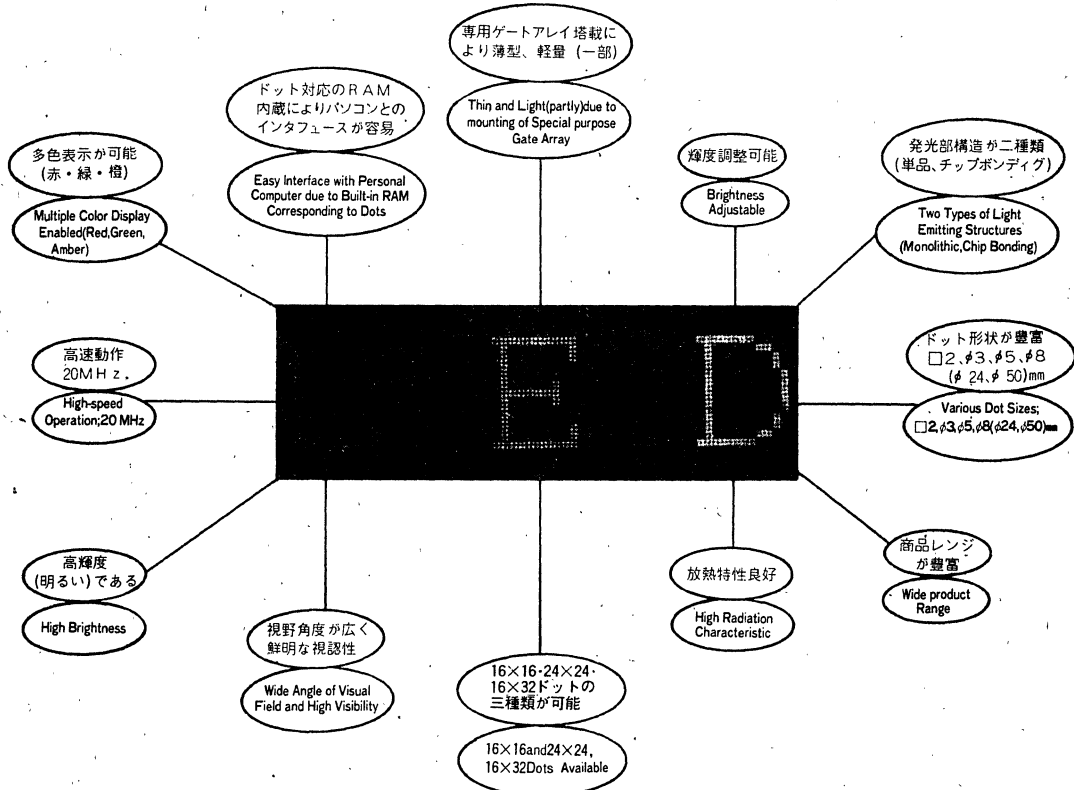 専用ゲートアレイ塔載に
より薄型、軽量(一部)
Thin and Light(partly)due to
mounting of Special purpose
Gate Array
ドット対応のRAM
内蔵によりパソコンとの
インタフュースが容易
Easy Interface with Personal
Computer due to Built-in RAM
Corresponding to Dots
多色表示が可能
(赤・緑・橙)
Multiple Color Display
Enabled(Red,Green,
Amber)
輝度調整可能
Brightness
Adjustable
発光部構造が二種類
(単品、チップボンディグ)
Two Types of Light
Emitting Structures
(Monolithic,Chip Bonding)
高速動作
20MHz.
High-speed
Operation;20 MHz
E D
ドット形状が豊富
□2、φ3、φ5、φ8
(φ24、φ50)mm
Various Dot Sizes;
□2,φ3,φ5,φ8(φ24,φ50)mm
高輝度
(明るい)である
High Brightness
視野角度が広く
鮮明な視認性
Wide Angle of Visual
Field and High Visibility
16×16・24×24・
16×32ドットの
三種類が可能
16×16and24×24,
16×32Dots Available
放熱特性良好
High Radiation
Characteristic
商品レンジ
が豊富
Wide product
Range